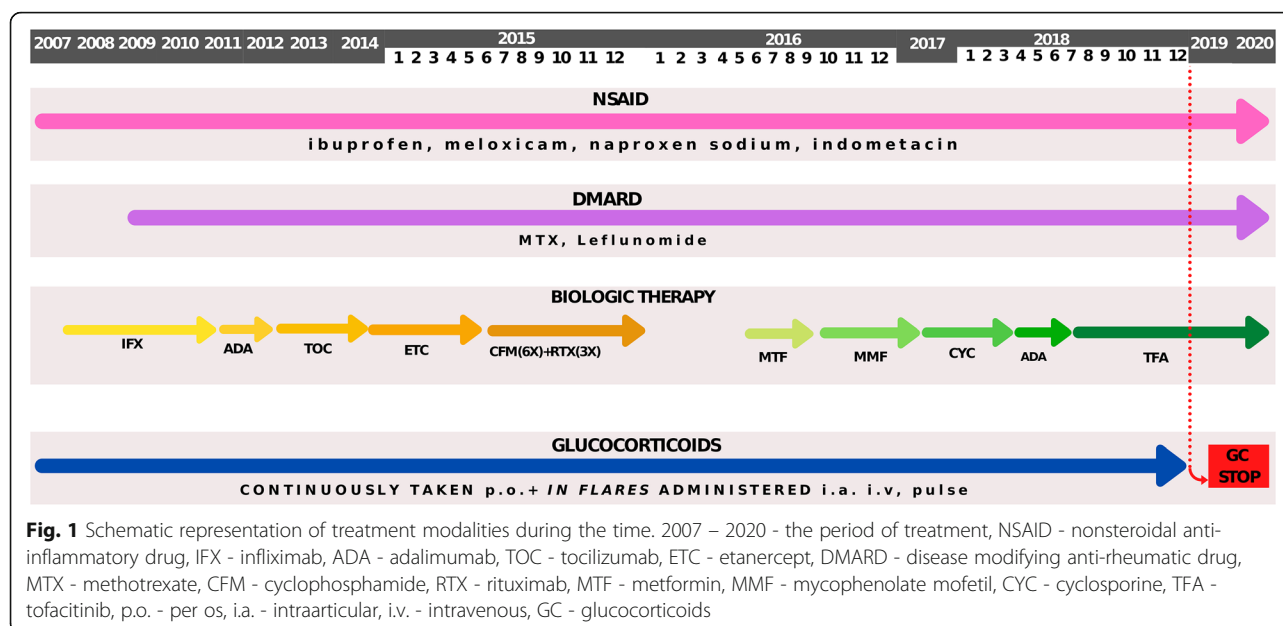 2007 2008 2009 2010 2011 2012 2013 2014 2015 2016 2017 2018 2019 2020
1 2 3 4 5 6 7 8 9 10 11 12 1 2 3 4 5 6 7 8 9 10 11 12 1 2 3 4 5 6 7 8 9 10 11 12
NSAID
ibuprofen, meloxicam, naproxen sodium, indometacin
DMARD
MTX, Leflunomide
BIOLOGIC THERAPY
IFX ADA TOC ETC CFM(6X)+RTX(3X) MTF MMF CYC ADA TFA
GLUCOCORTICOIDS
GC
STOP
CONTINUOUSLY TAKEN p.o.+ IN FLARES ADMINISTERED i.a. i.v, pulse
Fig. 1 Schematic representation of treatment modalities during the time. 2007 – 2020 - the period of treatment, NSAID - nonsteroidal anti-
inflammatory drug, IFX - infliximab, ADA - adalimumab, TOC - tocilizumab, ETC – etanercept, DMARD - disease modifying anti-rheumatic drug,
MTX - methotrexate, CFM - cyclophosphamide, RTX - rituximab, MTF - metformin, MMF - mycophenolate mofetil, CYC - cyclosporine, TFA -
tofacitinib, p.o. - per os, i.a. - intraarticular, i.v. - intravenous, GC - glucocorticoids